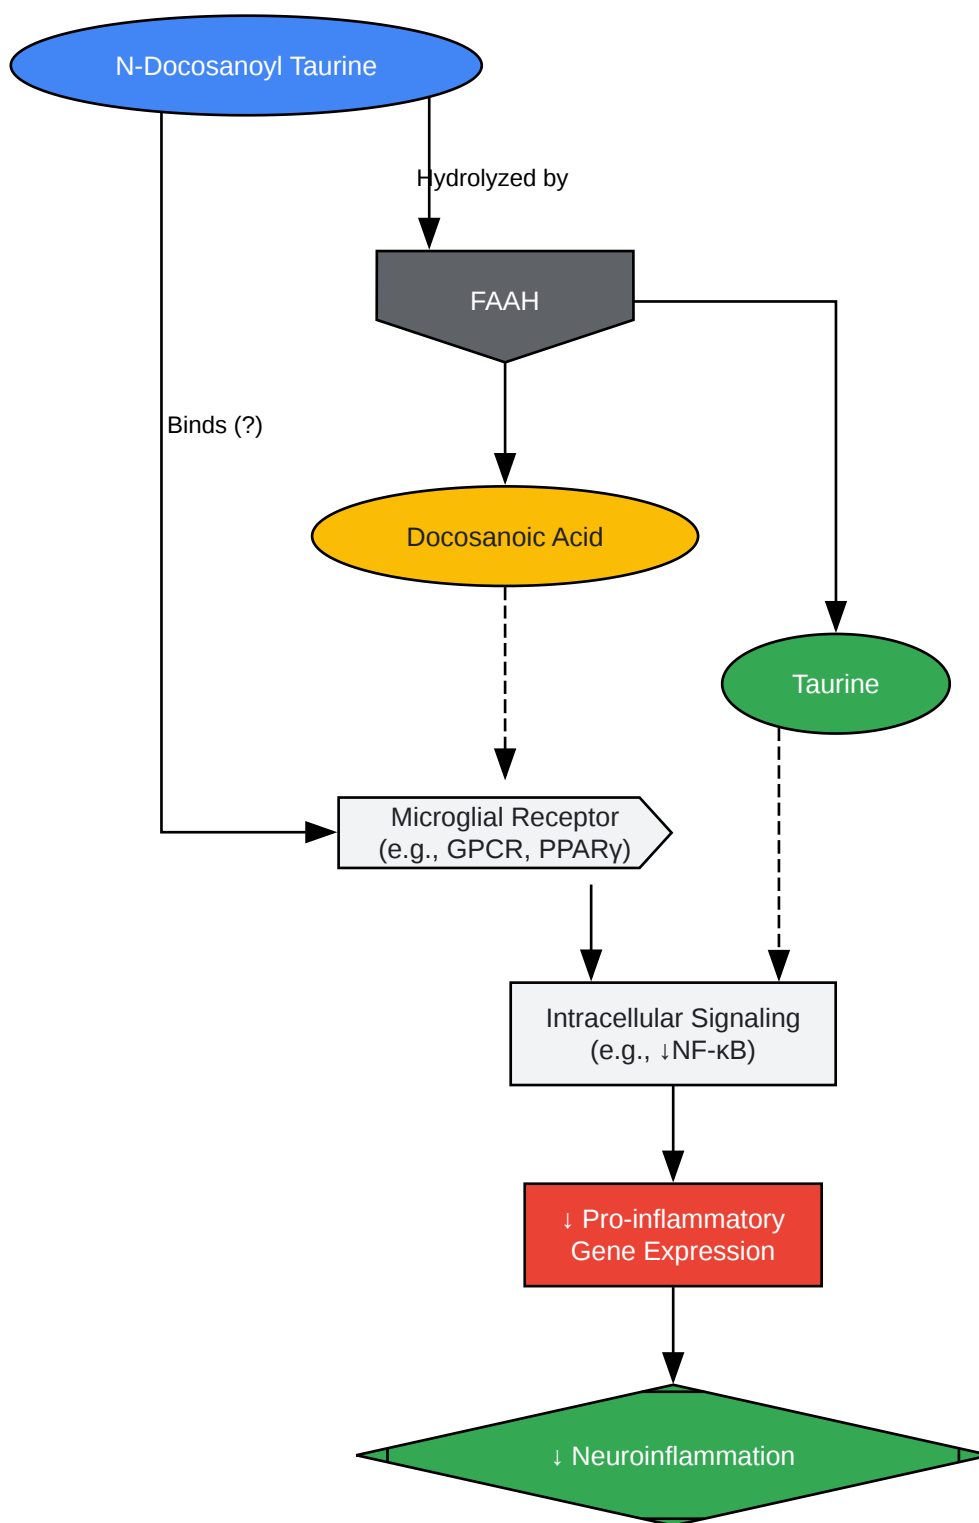 N-Docosanoyl Taurine
Hydrolyzed by
FAAH
Binds (?)
Docosanoic Acid
Taurine
Microglial Receptor
(e.g., GPCR, PPARγ)
Intracellular Signaling
(e.g., ↓NF-κB)
↓ Pro-inflammatory
Gene Expression
↓ Neuroinflammation